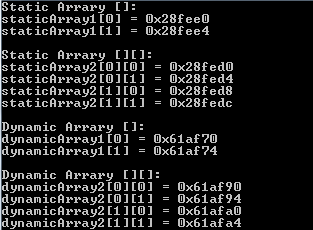 Static Arrary []:
staticArray1[0] = 0x28fee0
staticArray1[1] = 0x28fee4
Static Arrary [][]:
staticArray2[0][0] = 0x28fed0
staticArray2[0][1] = 0x28fed4
staticArray2[1][0] = 0x28fed8
staticArray2[1][1] = 0x28fedc
Dynamic Arrary []:
dynamicArray1[0] = 0x61af70
dynamicArray1[1] = 0x61af74
Dynamic Arrary [][]:
dynamicArray2[0][0] = 0x61af90
dynamicArray2[0][1] = 0x61af94
dynamicArray2[1][0] = 0x61afa0
dynamicArray2[1][1] = 0x61afa4